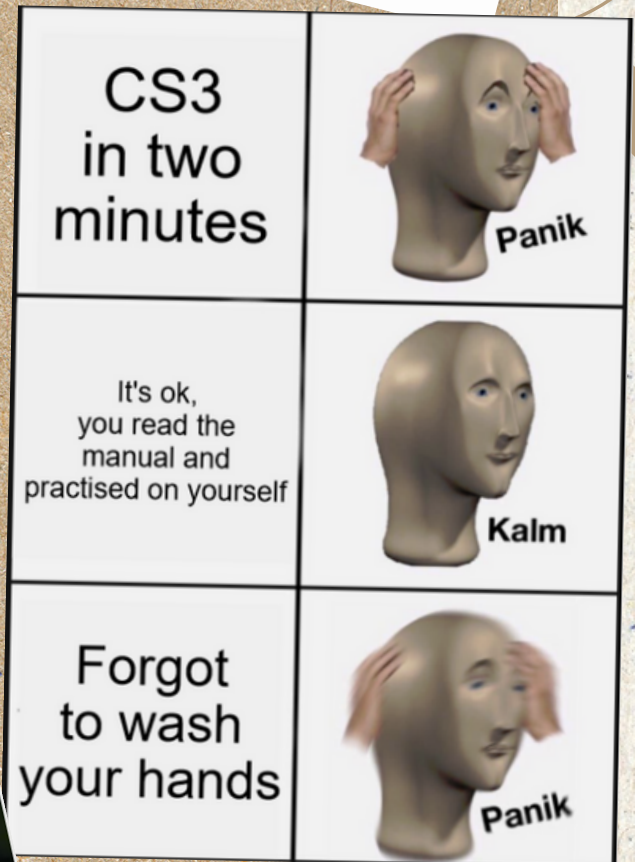 CS3
in two
minutes
Panik
It's ok,
you read the
manual and
practised on yourself
Kalm
Forgot
to wash
your hands
Panik